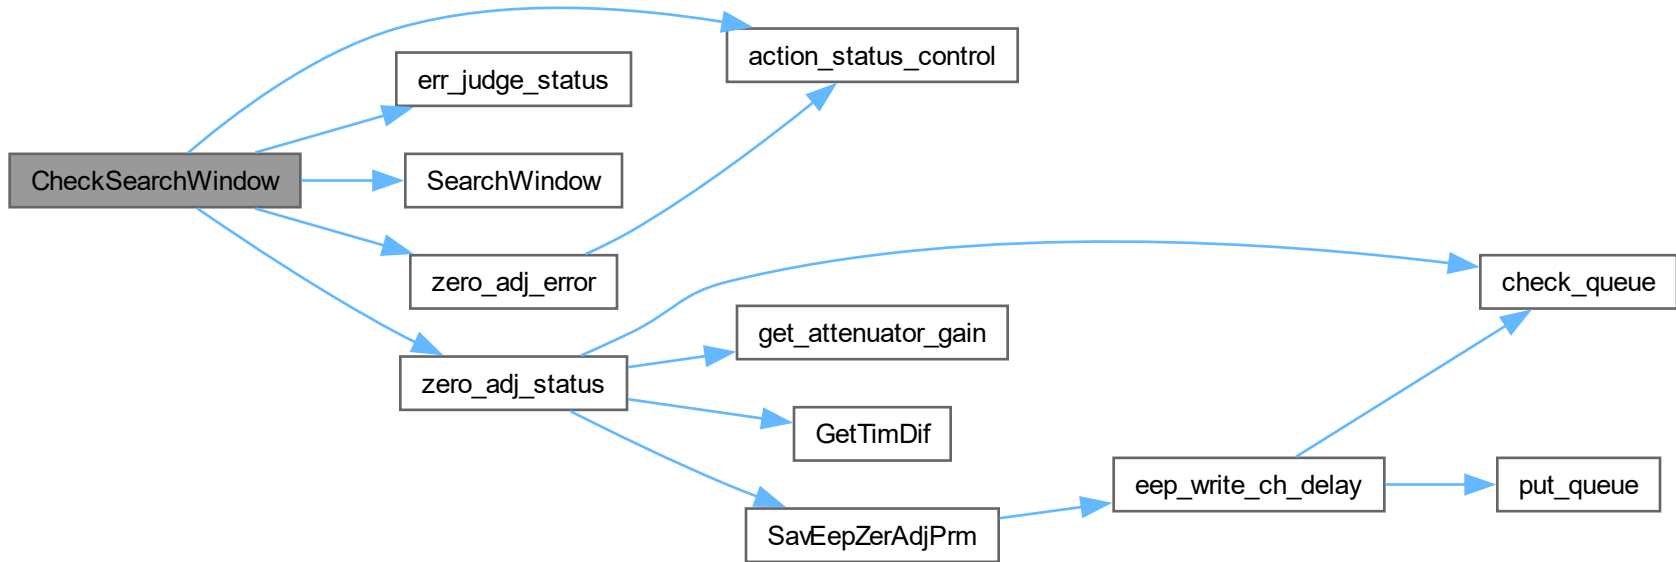 action_status_control
err_judge_status
CheckSearchWindow
SearchWindow
zero_adj_error
check_queue
get_attenuator_gain
zero_adj_status
GetTimDif
eep_write_ch_delay
put_queue
SavEepZerAdjPrm